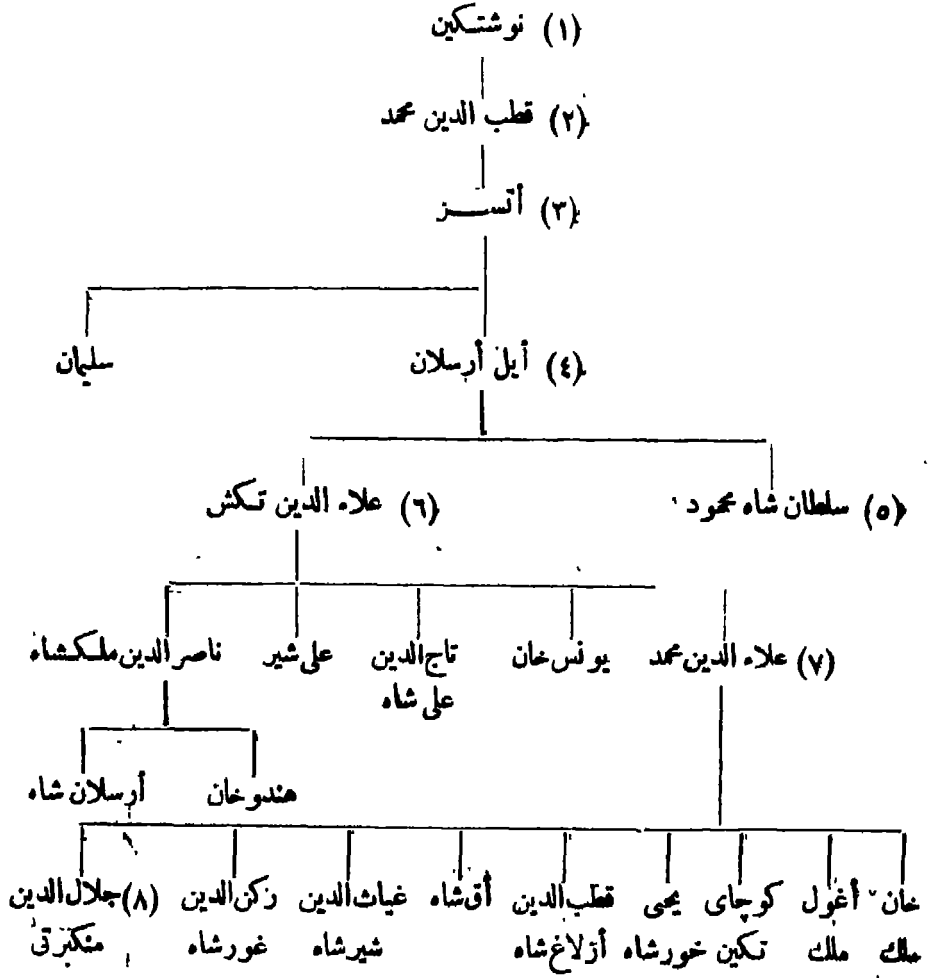 (١) نوشتكين
(٢) قطب الدين محمد
(٣) أتسز
(٤) أيل أرسلان
سليمان
(٥) سلطان شاه محمود
(٦) علاء الدين تكش
(٧) علاء الدين محمد
يونس خان
تاج الدين
على شاه
على شير
ناصر الدين ملكشاه
هندوخان
أرسلان شاه
خان
ملك
أغول
ملك
كوچاى
تكين
يحيى
خورشاه
قطب الدين
أزلاغ شاه
أق شاه
غياث الدين
شيرشاه
ركن الدين
غورشاه
(٨) جلال الدين
منكبرتى